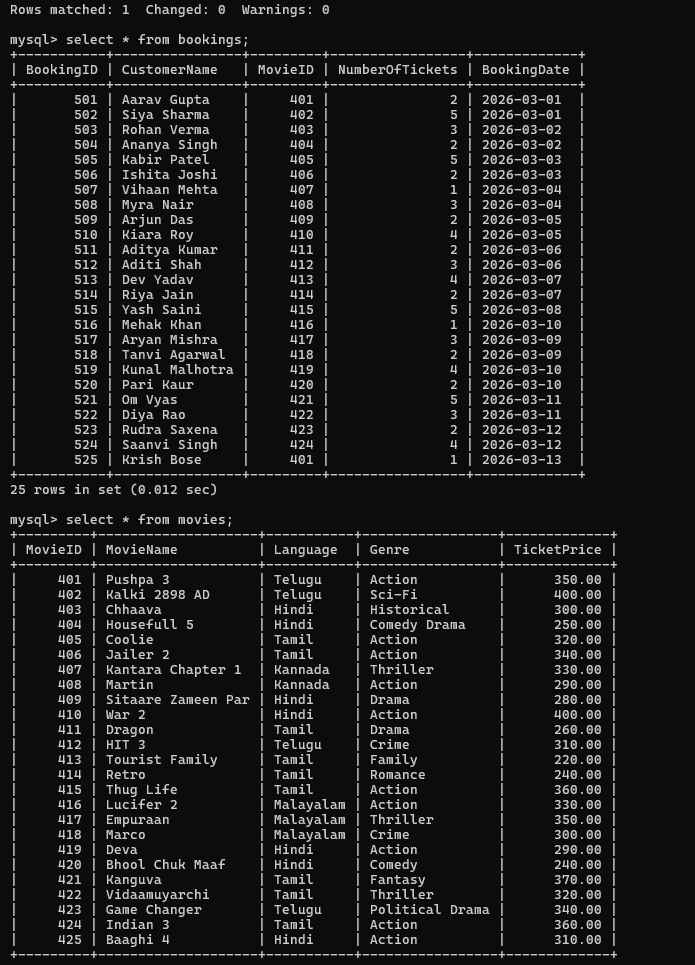 Rows matched: 1  Changed: 0  Warnings: 0
mysql> select * from bookings;
+-----------+----------------+---------+-----------------+-------------+
| BookingID | CustomerName   | MovieID | NumberOfTickets | BookingDate |
+-----------+----------------+---------+-----------------+-------------+
|       501 | Aarav Gupta    |     401 |               2 | 2026-03-01  |
|       502 | Siya Sharma    |     402 |               5 | 2026-03-01  |
|       503 | Rohan Verma    |     403 |               3 | 2026-03-02  |
|       504 | Ananya Singh   |     404 |               2 | 2026-03-02  |
|       505 | Kabir Patel    |     405 |               5 | 2026-03-03  |
|       506 | Ishita Joshi   |     406 |               2 | 2026-03-03  |
|       507 | Vihaan Mehta   |     407 |               1 | 2026-03-04  |
|       508 | Myra Nair      |     408 |               3 | 2026-03-04  |
|       509 | Arjun Das      |     409 |               2 | 2026-03-05  |
|       510 | Kiara Roy      |     410 |               4 | 2026-03-05  |
|       511 | Aditya Kumar   |     411 |               2 | 2026-03-06  |
|       512 | Aditi Shah     |     412 |               3 | 2026-03-06  |
|       513 | Dev Yadav      |     413 |               4 | 2026-03-07  |
|       514 | Riya Jain      |     414 |               2 | 2026-03-07  |
|       515 | Yash Saini     |     415 |               5 | 2026-03-08  |
|       516 | Mehak Khan     |     416 |               1 | 2026-03-10  |
|       517 | Aryan Mishra   |     417 |               3 | 2026-03-09  |
|       518 | Tanvi Agarwal  |     418 |               2 | 2026-03-09  |
|       519 | Kunal Malhotra |     419 |               4 | 2026-03-10  |
|       520 | Pari Kaur      |     420 |               2 | 2026-03-10  |
|       521 | Om Vyas        |     421 |               5 | 2026-03-11  |
|       522 | Diya Rao       |     422 |               3 | 2026-03-11  |
|       523 | Rudra Saxena   |     423 |               2 | 2026-03-12  |
|       524 | Saanvi Singh   |     424 |               4 | 2026-03-12  |
|       525 | Krish Bose     |     401 |               1 | 2026-03-13  |
+-----------+----------------+---------+-----------------+-------------+
25 rows in set (0.012 sec)
mysql> select * from movies;
+---------+--------------------+-----------+-----------------+-------------+
| MovieID | MovieName          | Language  | Genre           | TicketPrice |
+---------+--------------------+-----------+-----------------+-------------+
|     401 | Pushpa 3           | Telugu    | Action          |      350.00 |
|     402 | Kalki 2898 AD      | Telugu    | Sci-Fi          |      400.00 |
|     403 | Chhaava            | Hindi     | Historical      |      300.00 |
|     404 | Housefull 5        | Hindi     | Comedy Drama    |      250.00 |
|     405 | Coolie             | Tamil     | Action          |      320.00 |
|     406 | Jailer 2           | Tamil     | Action          |      340.00 |
|     407 | Kantara Chapter 1  | Kannada   | Thriller        |      330.00 |
|     408 | Martin             | Kannada   | Action          |      290.00 |
|     409 | Sitaare Zameen Par | Hindi     | Drama           |      280.00 |
|     410 | War 2              | Hindi     | Action          |      400.00 |
|     411 | Dragon             | Tamil     | Drama           |      260.00 |
|     412 | HIT 3              | Telugu    | Crime           |      310.00 |
|     413 | Tourist Family     | Tamil     | Family          |      220.00 |
|     414 | Retro              | Tamil     | Romance         |      240.00 |
|     415 | Thug Life          | Tamil     | Action          |      360.00 |
|     416 | Lucifer 2          | Malayalam | Action          |      330.00 |
|     417 | Empuraan           | Malayalam | Thriller        |      350.00 |
|     418 | Marco              | Malayalam | Crime           |      300.00 |
|     419 | Deva               | Hindi     | Action          |      290.00 |
|     420 | Bhool Chuk Maaf    | Hindi     | Comedy          |      240.00 |
|     421 | Kanguva            | Tamil     | Fantasy         |      370.00 |
|     422 | Vidaamuyarchi      | Tamil     | Thriller        |      320.00 |
|     423 | Game Changer       | Telugu    | Political Drama |      340.00 |
|     424 | Indian 3           | Tamil     | Action          |      360.00 |
|     425 | Baaghi 4           | Hindi     | Action          |      310.00 |
+---------+--------------------+-----------+-----------------+-------------+